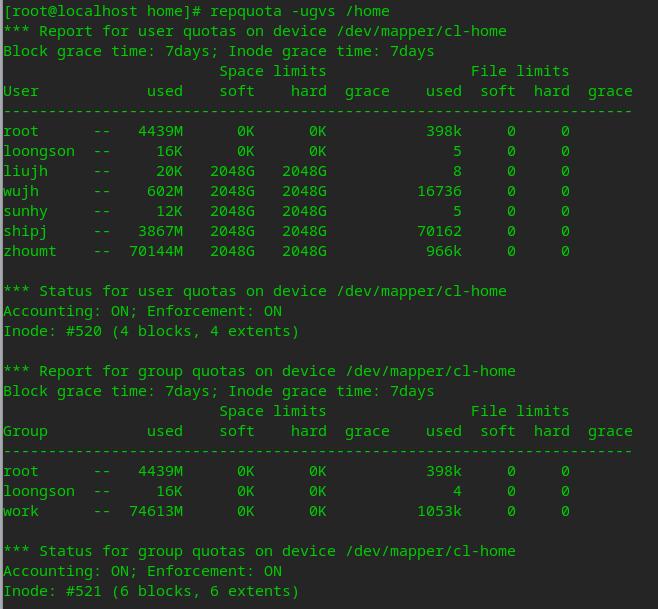 [root@localhost home]# repquota -ugvs /home
*** Report for user quotas on device /dev/mapper/cl-home
Block grace time: 7days; Inode grace time: 7days
                        Space limits                File limits
User            used    soft    hard  grace    used  soft  hard  grace
----------------------------------------------------------------------
root      --   4439M      0K      0K           398k     0     0
loongson  --     16K      0K      0K              5     0     0
liujh     --     20K   2048G   2048G              8     0     0
wujh      --    602M   2048G   2048G          16736     0     0
sunhy     --     12K   2048G   2048G              5     0     0
shipj     --   3867M   2048G   2048G          70162     0     0
zhoumt    --  70144M   2048G   2048G           966k     0     0

*** Status for user quotas on device /dev/mapper/cl-home
Accounting: ON; Enforcement: ON
Inode: #520 (4 blocks, 4 extents)

*** Report for group quotas on device /dev/mapper/cl-home
Block grace time: 7days; Inode grace time: 7days
                        Space limits                File limits
Group           used    soft    hard  grace    used  soft  hard  grace
----------------------------------------------------------------------
root      --   4439M      0K      0K           398k     0     0
loongson  --     16K      0K      0K              4     0     0
work      --  74613M      0K      0K          1053k     0     0

*** Status for group quotas on device /dev/mapper/cl-home
Accounting: ON; Enforcement: ON
Inode: #521 (6 blocks, 6 extents)